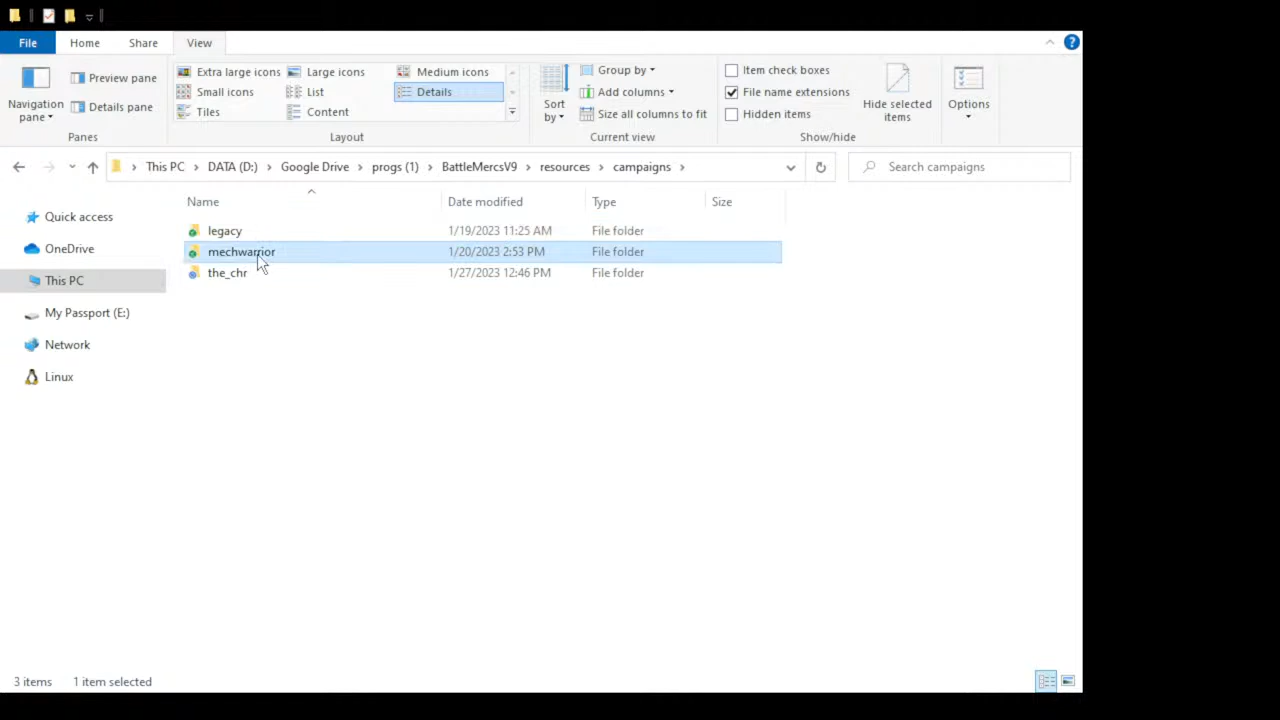 File Home Share View
Navigation pane
Preview pane
Details pane
Panes
Extra large icons Large icons Medium icons
Small icons List Details
Tiles Content
Layout
Sort by
Group by
Add columns
Size all columns to fit
Current view
Item check boxes
File name extensions
Hidden items
Hide selected items
Show/hide
Options
This PC DATA (D:) Google Drive progs (1) BattleMercsV9 resources campaigns
Search campaigns
Quick access
OneDrive
This PC
My Passport (E:)
Network
Linux
Name Date modified Type Size
legacy 1/19/2023 11:25 AM File folder
mechwarrior 1/20/2023 2:53 PM File folder
the_chr 1/27/2023 12:46 PM File folder
3 items 1 item selected